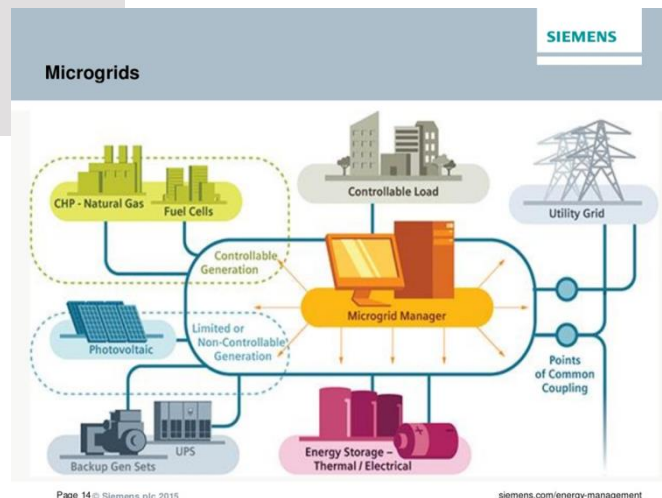 SIEMENS
Microgrids
CHP - Natural Gas
Fuel Cells
Controllable Load
Utility Grid
Controllable
Generation
Microgrid Manager
Photovoltaic
Limited or
Non-Controllable
Generation
Points
of Common
Coupling
UPS
Backup Gen Sets
Energy Storage –
Thermal / Electrical
Page 14 © Siemens plc 2015
siemens.com/energy-management